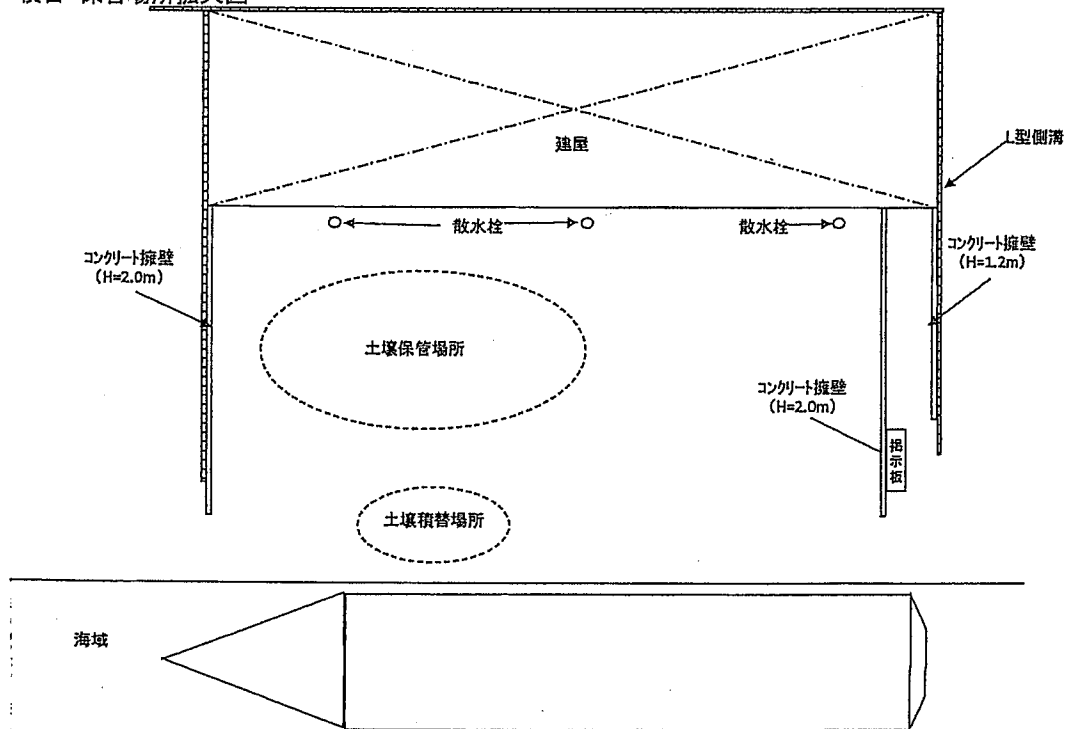 建屋
L型側溝
散水栓
散水栓
コンクリート擁壁
(H=2.0m)
コンクリート擁壁
(H=1.2m)
土壌保管場所
コンクリート擁壁
(H=2.0m)
掲示板
土壌積替場所
海域